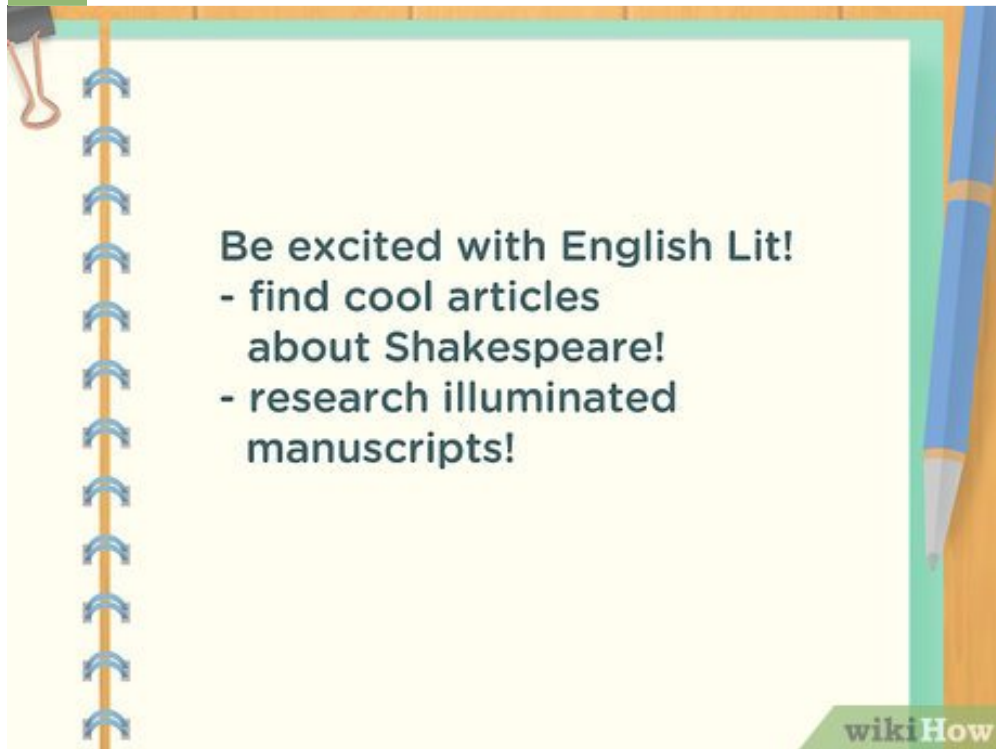 Be excited with English Lit!
- find cool articles
about Shakespeare!
- research illuminated
manuscripts!
wikiHow